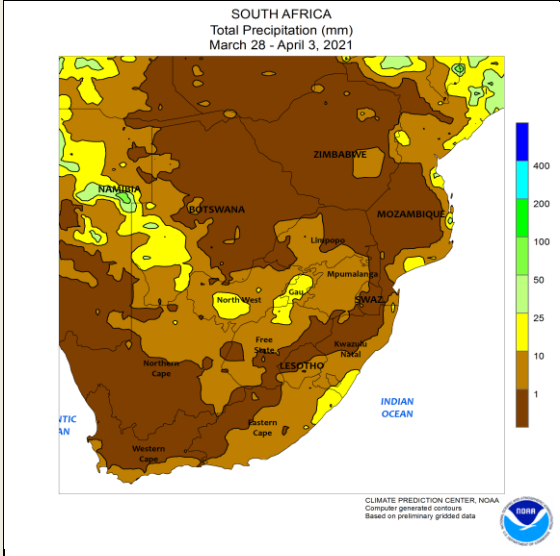 SOUTH AFRICA
Total Precipitation (mm)
March 28 - April 3, 2021
ZIMBABWE
NAMIBIA
BOTSWANA
MOZAMBIQUE
Limpopo
Mpumalanga
Gau
North West
SWAZ.
Free
State
Kwazulu
Natal
LESOTHO
Northern
Cape
Eastern
Cape
Western
Cape
INDIAN
OCEAN
NTIC
AN
400
200
100
50
25
10
1
CLIMATE PREDICTION CENTER, NOAA
Computer generated contours
Based on preliminary gridded data
NOAA